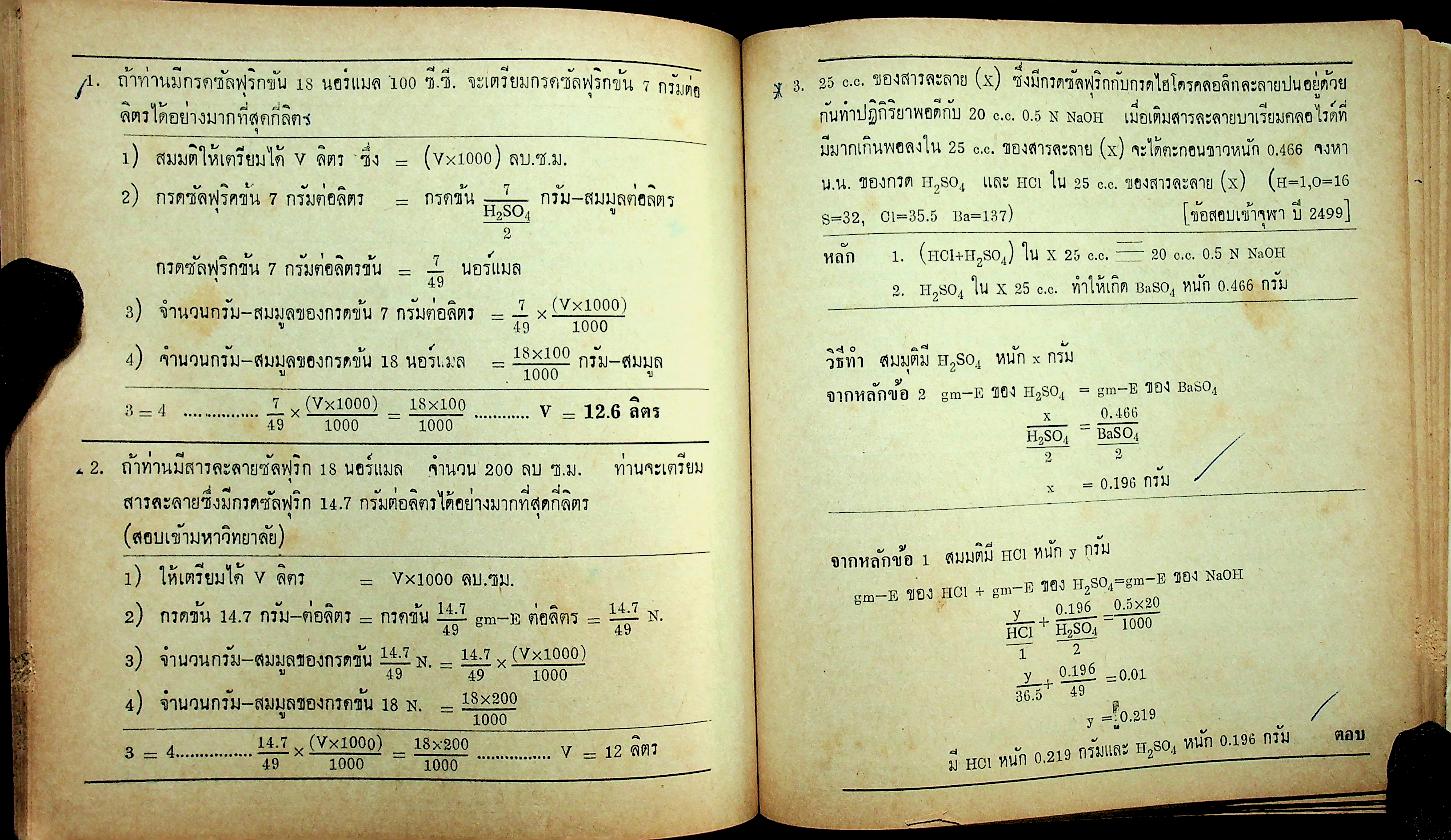 1. ถ้าท่านมีกรดซัลฟุริกขัน 18 นอร์แมล 100 ซี.ซี. จะเตรียมกรดซัลฟุริกขัน 7 กรัมต่อ
ลิตรได้อย่างมากที่สุดกี่ลิตร
1) สมมติให้เตรียมได้ V ลิตร ซึ่ง = (V×1000) ลบ.ซ.ม.
2) กรดซัลฟุริคข้น 7 กรัมต่อลิตร = กรดข้น 7/(H₂SO₄/2) กรัม–สมมูลต่อลิตร
กรดซัลฟุริกข้น 7 กรัมต่อลิตรข้น = 7/49 นอร์แมล
3) จำนวนกรัม–สมมูลของกรดข้น 7 กรัมต่อลิตร = 7/49 × (V×1000)/1000
4) จำนวนกรัม–สมมูลของกรดข้น 18 นอร์แมล = 18×100/1000 กรัม–สมมูล
3 = 4 ................ 7/49 × (V×1000)/1000 = 18×100/1000 ............ V = 12.6 ลิตร
2. ถ้าท่านมีสารละลายซัลฟุริก 18 นอร์แมล จำนวน 200 ลบ ซ.ม. ท่านจะเตรียม
สารละลายซึ่งมีกรดซัลฟุริก 14.7 กรัมต่อลิตรได้อย่างมากที่สุดกี่ลิตร
(สอบเข้ามหาวิทยาลัย)
1) ให้เตรียมได้ V ลิตร = V×1000 ลบ.ซม.
2) กรดข้น 14.7 กรัม–ต่อลิตร = กรดข้น 14.7/49 gm–E ต่อลิตร = 14.7/49 N.
3) จำนวนกรัม–สมมูลของกรดข้น 14.7/49 N. = 14.7/49 × (V×1000)/1000
4) จำนวนกรัม–สมมูลของกรดข้น 18 N. = 18×200/1000
3 = 4................ 14.7/49 × (V×1000)/1000 = 18×200/1000 ................ V = 12 ลิตร
3. 25 c.c. ของสารละลาย (x) ซึ่งมีกรดซัลฟุริกกับกรดไฮโดรคลอลิกละลายปนอยู่ด้วย
กันทำปฏิกิริยาพอดีกับ 20 c.c. 0.5 N NaOH เมื่อเติมสารละลายบาเรียมคลอไรด์ที่
มีมากเกินพอลงใน 25 c.c. ของสารละลาย (x) จะได้ตะกอนขาวหนัก 0.466 จงหา
น.น. ของกรด H₂SO₄ และ HCl ใน 25 c.c. ของสารละลาย (x) (H=1,O=16
S=32, Cl=35.5 Ba=137) [ข้อสอบเข้าจุฬา ปี 2499]
หลัก 1. (HCl+H₂SO₄) ใน X 25 c.c. ═ 20 c.c. 0.5 N NaOH
2. H₂SO₄ ใน X 25 c.c. ทำให้เกิด BaSO₄ หนัก 0.466 กรัม
วิธีทำ สมมุติมี H₂SO₄ หนัก x กรัม
จากหลักข้อ 2 gm–E ของ H₂SO₄ = gm–E ของ BaSO₄
x/(H₂SO₄/2) = 0.466/(BaSO₄/2)
x = 0.196 กรัม
จากหลักข้อ 1 สมมติมี HCl หนัก y กรัม
gm–E ของ HCl + gm–E ของ H₂SO₄=gm–E ของ NaOH
y/(HCl/1) + 0.196/(H₂SO₄/2) = 0.5×20/1000
y/36.5 + 0.196/49 = 0.01
y = 0.219
มี HCl หนัก 0.219 กรัมและ H₂SO₄ หนัก 0.196 กรัม ตอบ